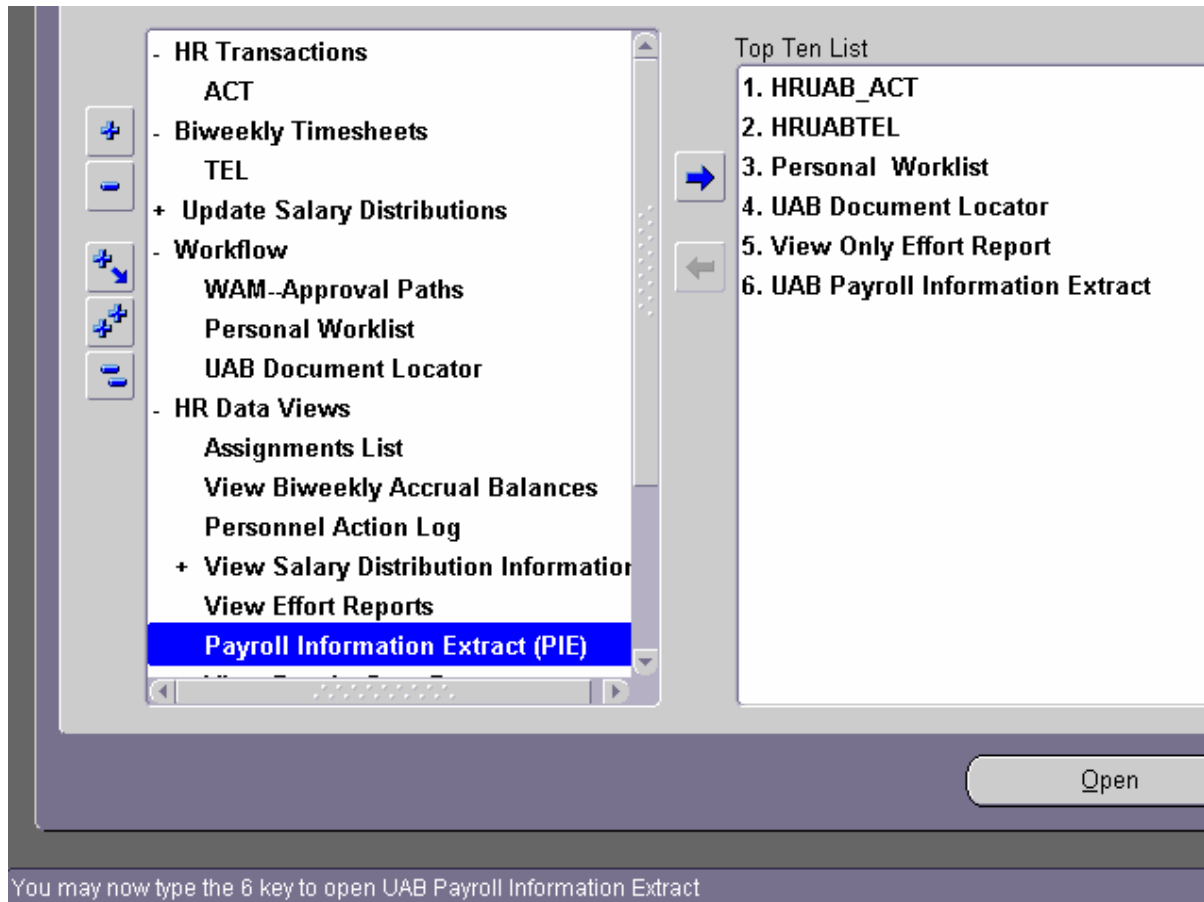 - HR Transactions
ACT
- Biweekly Timesheets
TEL
+ Update Salary Distributions
- Workflow
WAM--Approval Paths
Personal Worklist
UAB Document Locator
- HR Data Views
Assignments List
View Biweekly Accrual Balances
Personnel Action Log
+ View Salary Distribution Information
View Effort Reports
Payroll Information Extract (PIE)
Top Ten List
1. HRUAB_ACT
2. HRUABTEL
3. Personal Worklist
4. UAB Document Locator
5. View Only Effort Report
6. UAB Payroll Information Extract
Open
You may now type the 6 key to open UAB Payroll Information Extract